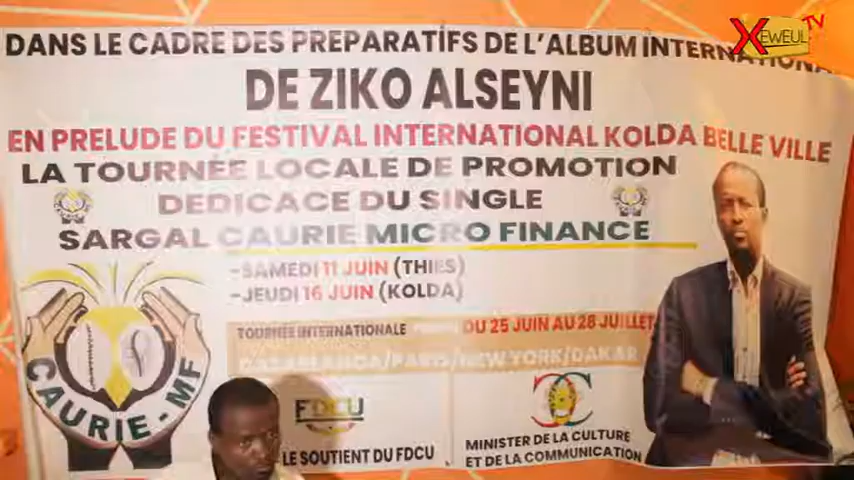 XEWEUL TV
DANS LE CADRE DES PREPARATIFS DE L'ALBUM INTERNATIONAL
DE ZIKO ALSEYNI
EN PRELUDE DU FESTIVAL INTERNATIONAL KOLDA BELLE VILLE
LA TOURNEE LOCALE DE PROMOTION
DEDICACE DU SINGLE
SARGAL CAURIE MICRO FINANCE
-SAMEDI 11 JUIN (THIES)
-JEUDI 16 JUIN (KOLDA)
TOURNEE INTERNATIONALE DU 25 JUIN AU 28 JUILLET
CASABLANCA/PARIS/NEW YORK/DAKAR
CAURIE-MF
FDCU
LE SOUTIENT DU FDCU
MINISTER DE LA CULTURE
ET DE LA COMMUNICATION